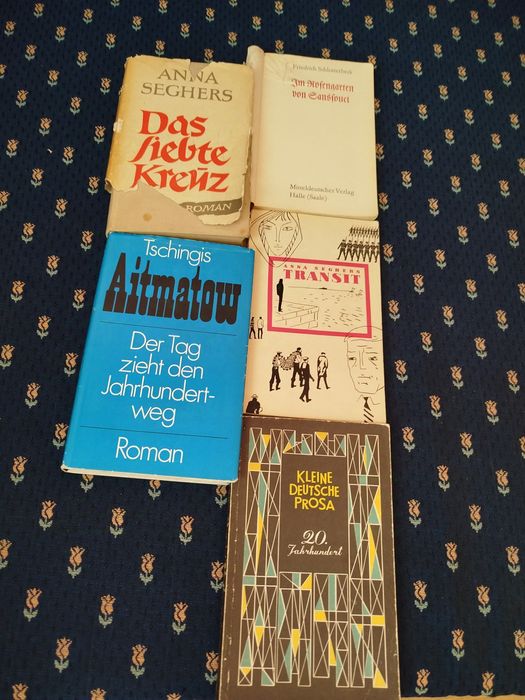 ANNA
SEGHERS
Das
siebte
Kreuz
ROMAN
Friedrich Schlotterbeck
Im Rosengarten
von Sanssouci
Mitteldeutscher Verlag
Halle (Saale)
Tschingis
Aitmatow
Der Tag
zieht den
Jahrhundert-
weg
Roman
ANNA SEGHERS
TRANSIT
KLEINE
DEUTSCHE
PROSA
20.
Jahrhundert